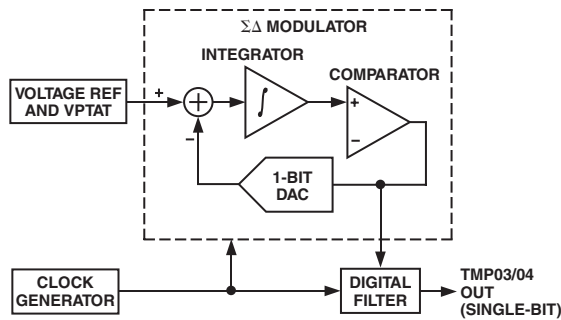 ΣΔ MODULATOR
INTEGRATOR
COMPARATOR
VOLTAGE REF
AND VPTAT
+
+
∫
+
−
−
1-BIT
DAC
CLOCK
GENERATOR
DIGITAL
FILTER
TMP03/04
OUT
(SINGLE-BIT)